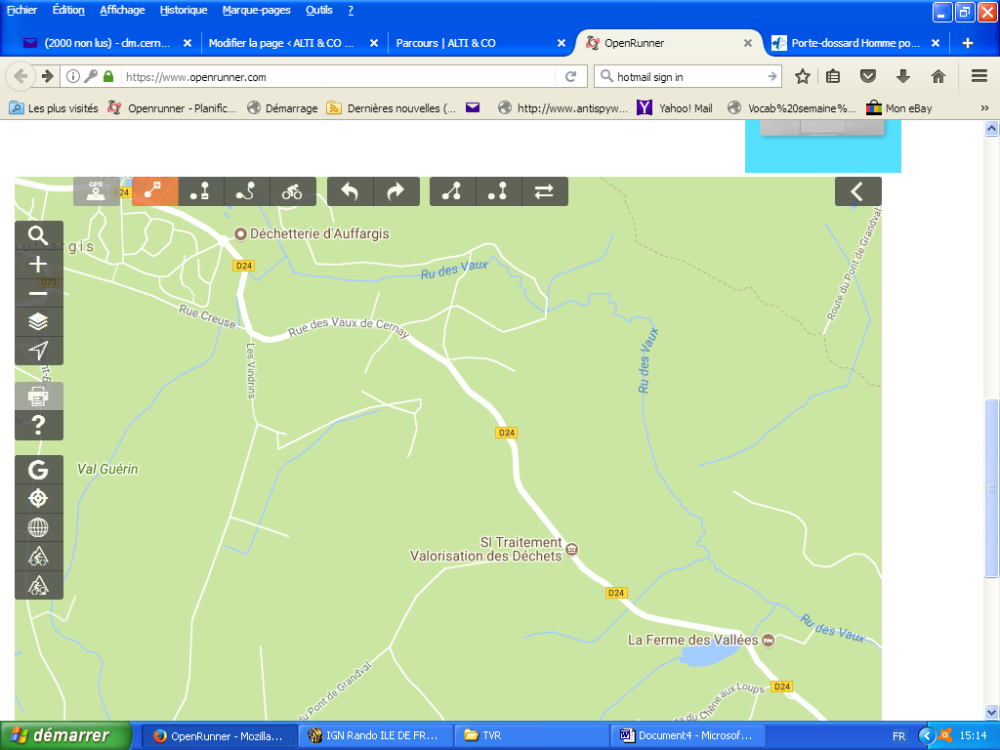 Fichier Édition Affichage Historique Marque-pages Outils ?
(2000 non lus) - clm.cern... Modifier la page ‹ ALTI & CO ... Parcours | ALTI & CO OpenRunner Porte-dossard Homme po...
https://www.openrunner.com hotmail sign in
Les plus visités Openrunner - Planific... Démarrage Dernières nouvelles (... http://www.antispyw... Yahoo! Mail Vocab%20semaine%... Mon eBay »
GPS
D24
Déchetterie d'Auffargis
uffargis
D24
Ru des Vaux
D73
Route du Pont de Grandval
Rue Creuse
Rue des Vaux de Cernay
Les Vindrins
Ru des Vaux
?
D24
Val Guérin
G
SI Traitement
Valorisation des Déchets
D24
Ru des Vaux
La Ferme des Vallées
D24
du Pont de Grandval
du Chêne aux Loups
démarrer OpenRunner - Mozilla... IGN Rando ILE DE FR... TVR Document4 - Microsof... FR 15:14